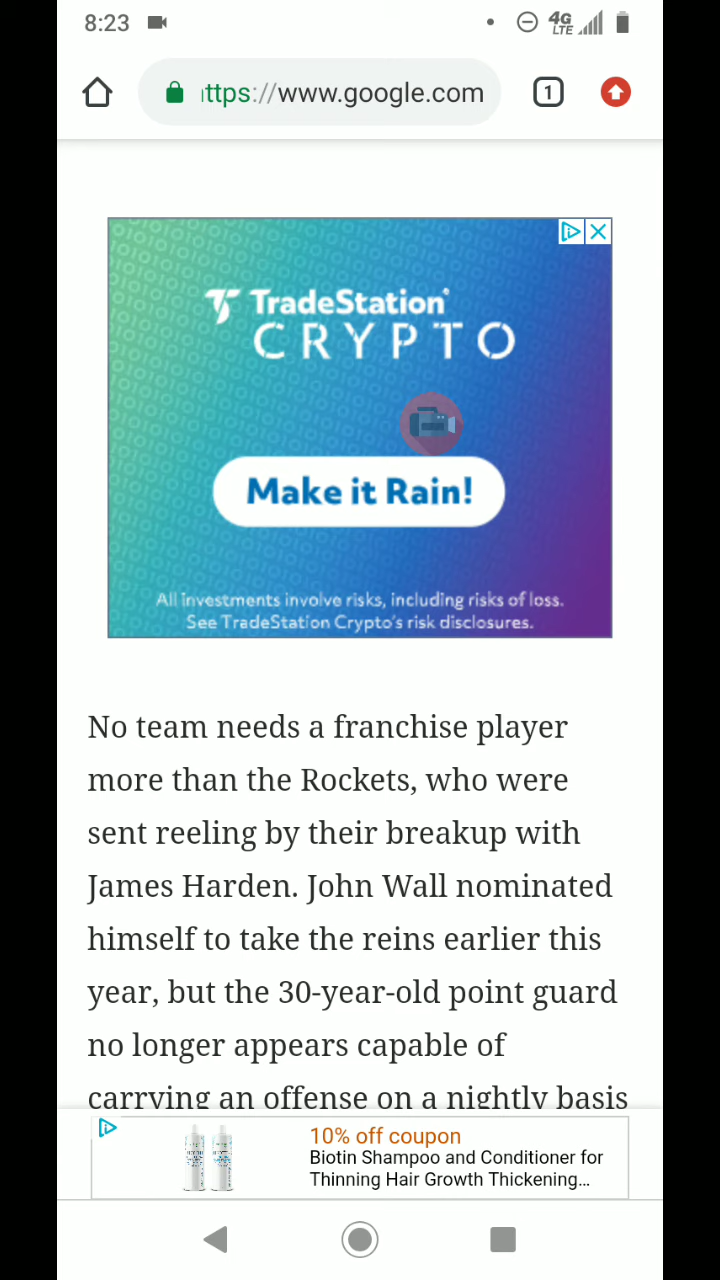 8:23
4G
LTE
ttps://www.google.com
1
TradeStation
CRYPTO
Make it Rain!
All investments involve risks, including risks of loss.
See TradeStation Crypto's risk disclosures.
No team needs a franchise player
more than the Rockets, who were
sent reeling by their breakup with
James Harden. John Wall nominated
himself to take the reins earlier this
year, but the 30-year-old point guard
no longer appears capable of
carrying an offense on a nightly basis
10% off coupon
Biotin Shampoo and Conditioner for
Thinning Hair Growth Thickening...